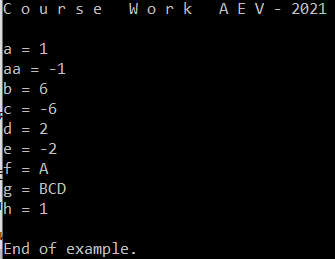 C o u r s e   W o r k   A E V - 2021
a = 1
aa = -1
b = 6
c = -6
d = 2
e = -2
f = A
g = BCD
h = 1
End of example.